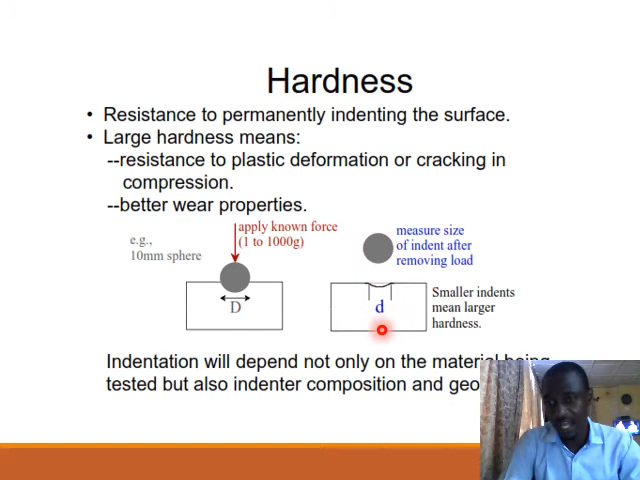 Hardness
• Resistance to permanently indenting the surface.
• Large hardness means:
--resistance to plastic deformation or cracking in
compression.
--better wear properties.
e.g.,
10mm sphere
apply known force
(1 to 1000g)
D
measure size
of indent after
removing load
d
Smaller indents
mean larger
hardness.
Indentation will depend not only on the material being
tested but also indenter composition and